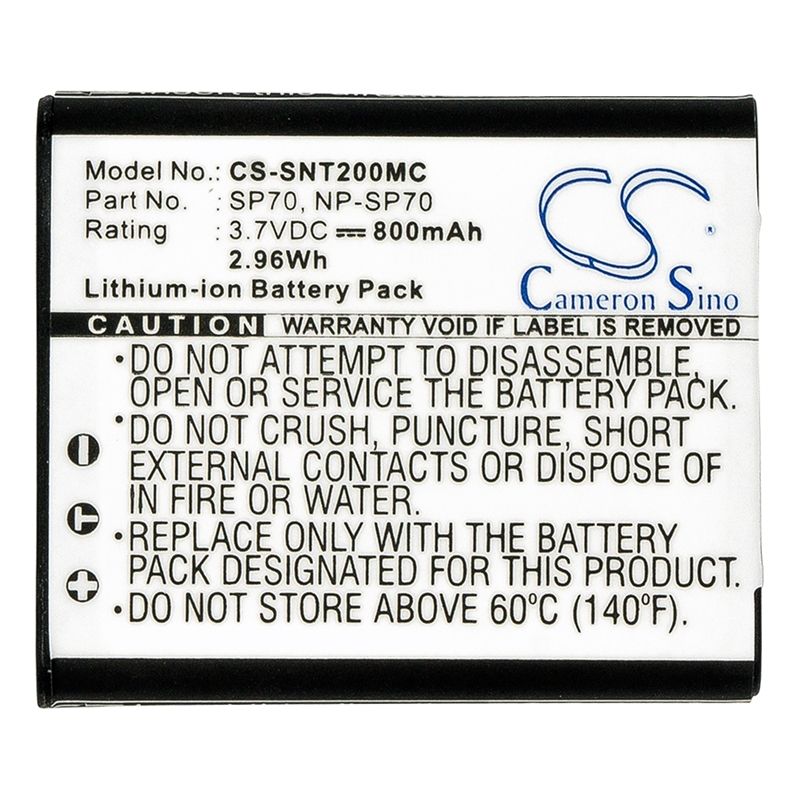 Model No.: CS-SNT200MC
Part No. : SP70, NP-SP70
Rating : 3.7VDC ⎓ 800mAh
2.96Wh
Lithium-ion Battery Pack
CS
Cameron Sino
CAUTION WARRANTY VOID IF LABEL IS REMOVED
•DO NOT ATTEMPT TO DISASSEMBLE,
OPEN OR SERVICE THE BATTERY PACK.
•DO NOT CRUSH, PUNCTURE, SHORT
EXTERNAL CONTACTS OR DISPOSE OF
IN FIRE OR WATER.
•REPLACE ONLY WITH THE BATTERY
PACK DESIGNATED FOR THE EQUIPMENT.
•DO NOT STORE ABOVE 60°C (140°F).
-
T
+